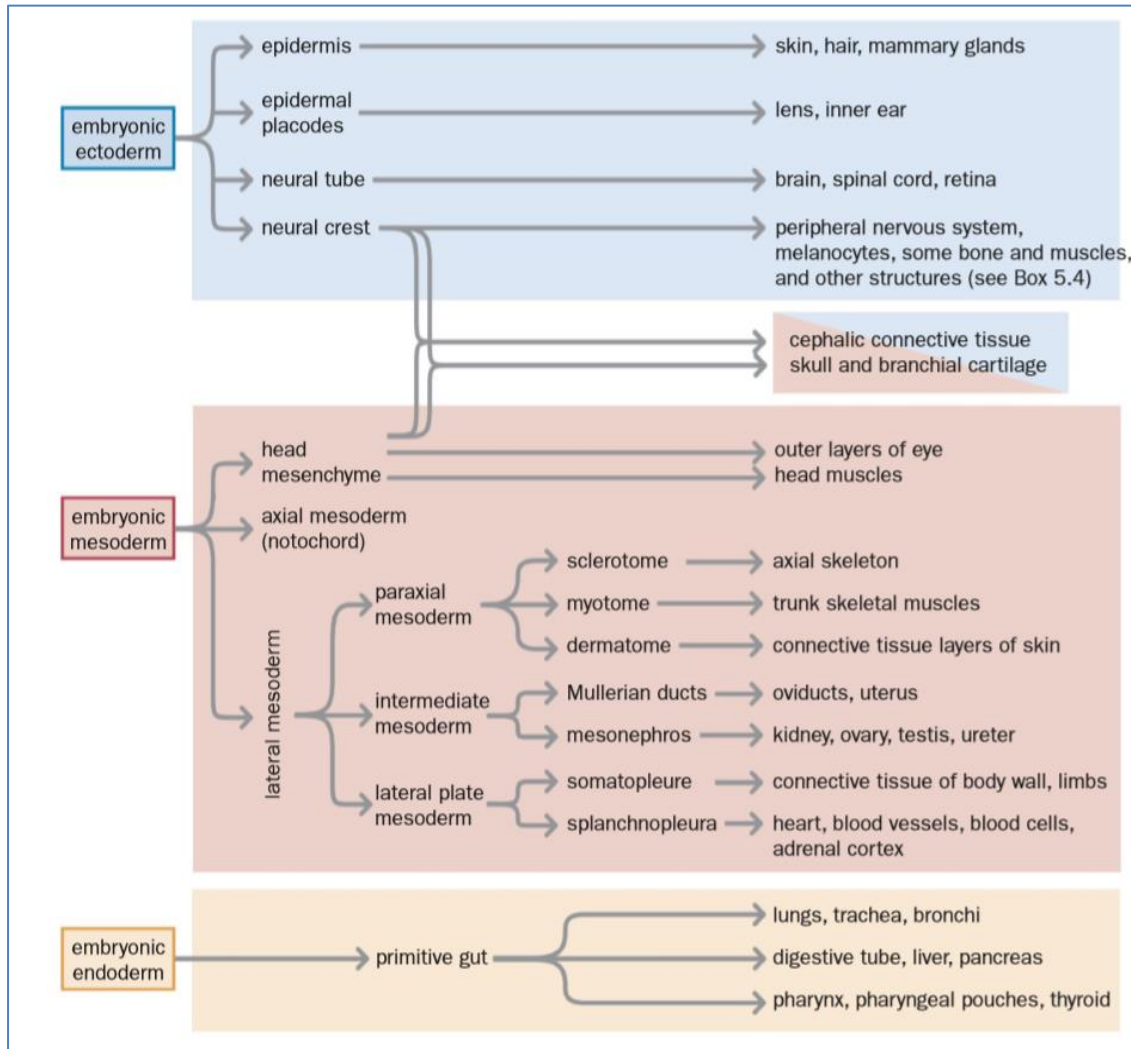 epidermis
skin, hair, mammary glands
embryonic
ectoderm
epidermal
placodes
lens, inner ear
neural tube
brain, spinal cord, retina
neural crest
peripheral nervous system,
melanocytes, some bone and muscles,
and other structures (see Box 5.4)
cephalic connective tissue
skull and branchial cartilage
embryonic
mesoderm
head
mesenchyme
outer layers of eye
head muscles
axial mesoderm
(notochord)
lateral mesoderm
paraxial
mesoderm
sclerotome
axial skeleton
myotome
trunk skeletal muscles
dermatome
connective tissue layers of skin
intermediate
mesoderm
Mullerian ducts
oviducts, uterus
mesonephros
kidney, ovary, testis, ureter
lateral plate
mesoderm
somatopleure
connective tissue of body wall, limbs
splanchnopleura
heart, blood vessels, blood cells,
adrenal cortex
embryonic
endoderm
primitive gut
lungs, trachea, bronchi
digestive tube, liver, pancreas
pharynx, pharyngeal pouches, thyroid